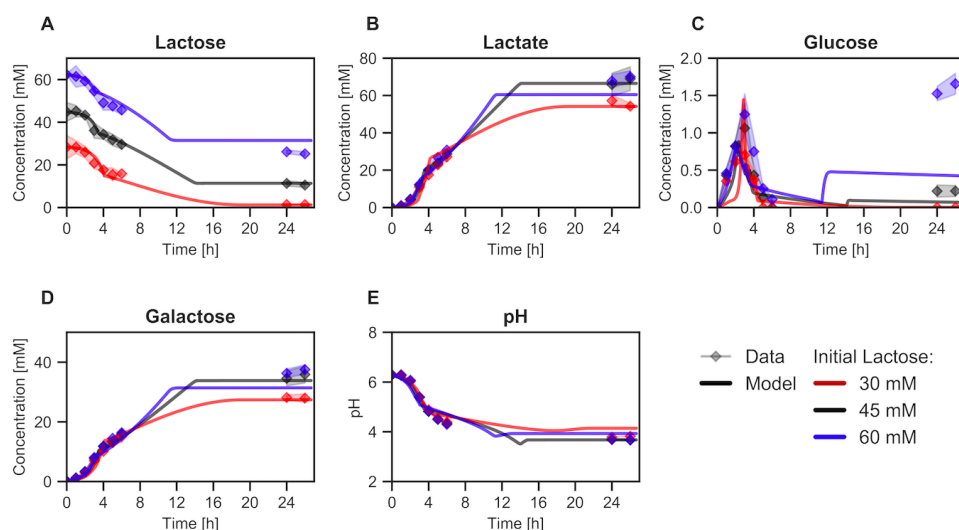 A
Lactose
Concentration [mM]
60
40
20
0
0 4 8 12 16 20 24
Time [h]
B
Lactate
Concentration [mM]
80
60
40
20
0
0 4 8 12 16 20 24
Time [h]
C
Glucose
Concentration [mM]
2.0
1.5
1.0
0.5
0.0
0 4 8 12 16 20 24
Time [h]
D
Galactose
Concentration [mM]
40
20
0
0 4 8 12 16 20 24
Time [h]
E
pH
pH
8
6
4
2
0 4 8 12 16 20 24
Time [h]
Data
Model
Initial Lactose:
30 mM
45 mM
60 mM